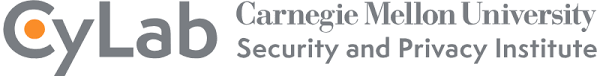 CyLab
Carnegie Mellon University
Security and Privacy Institute